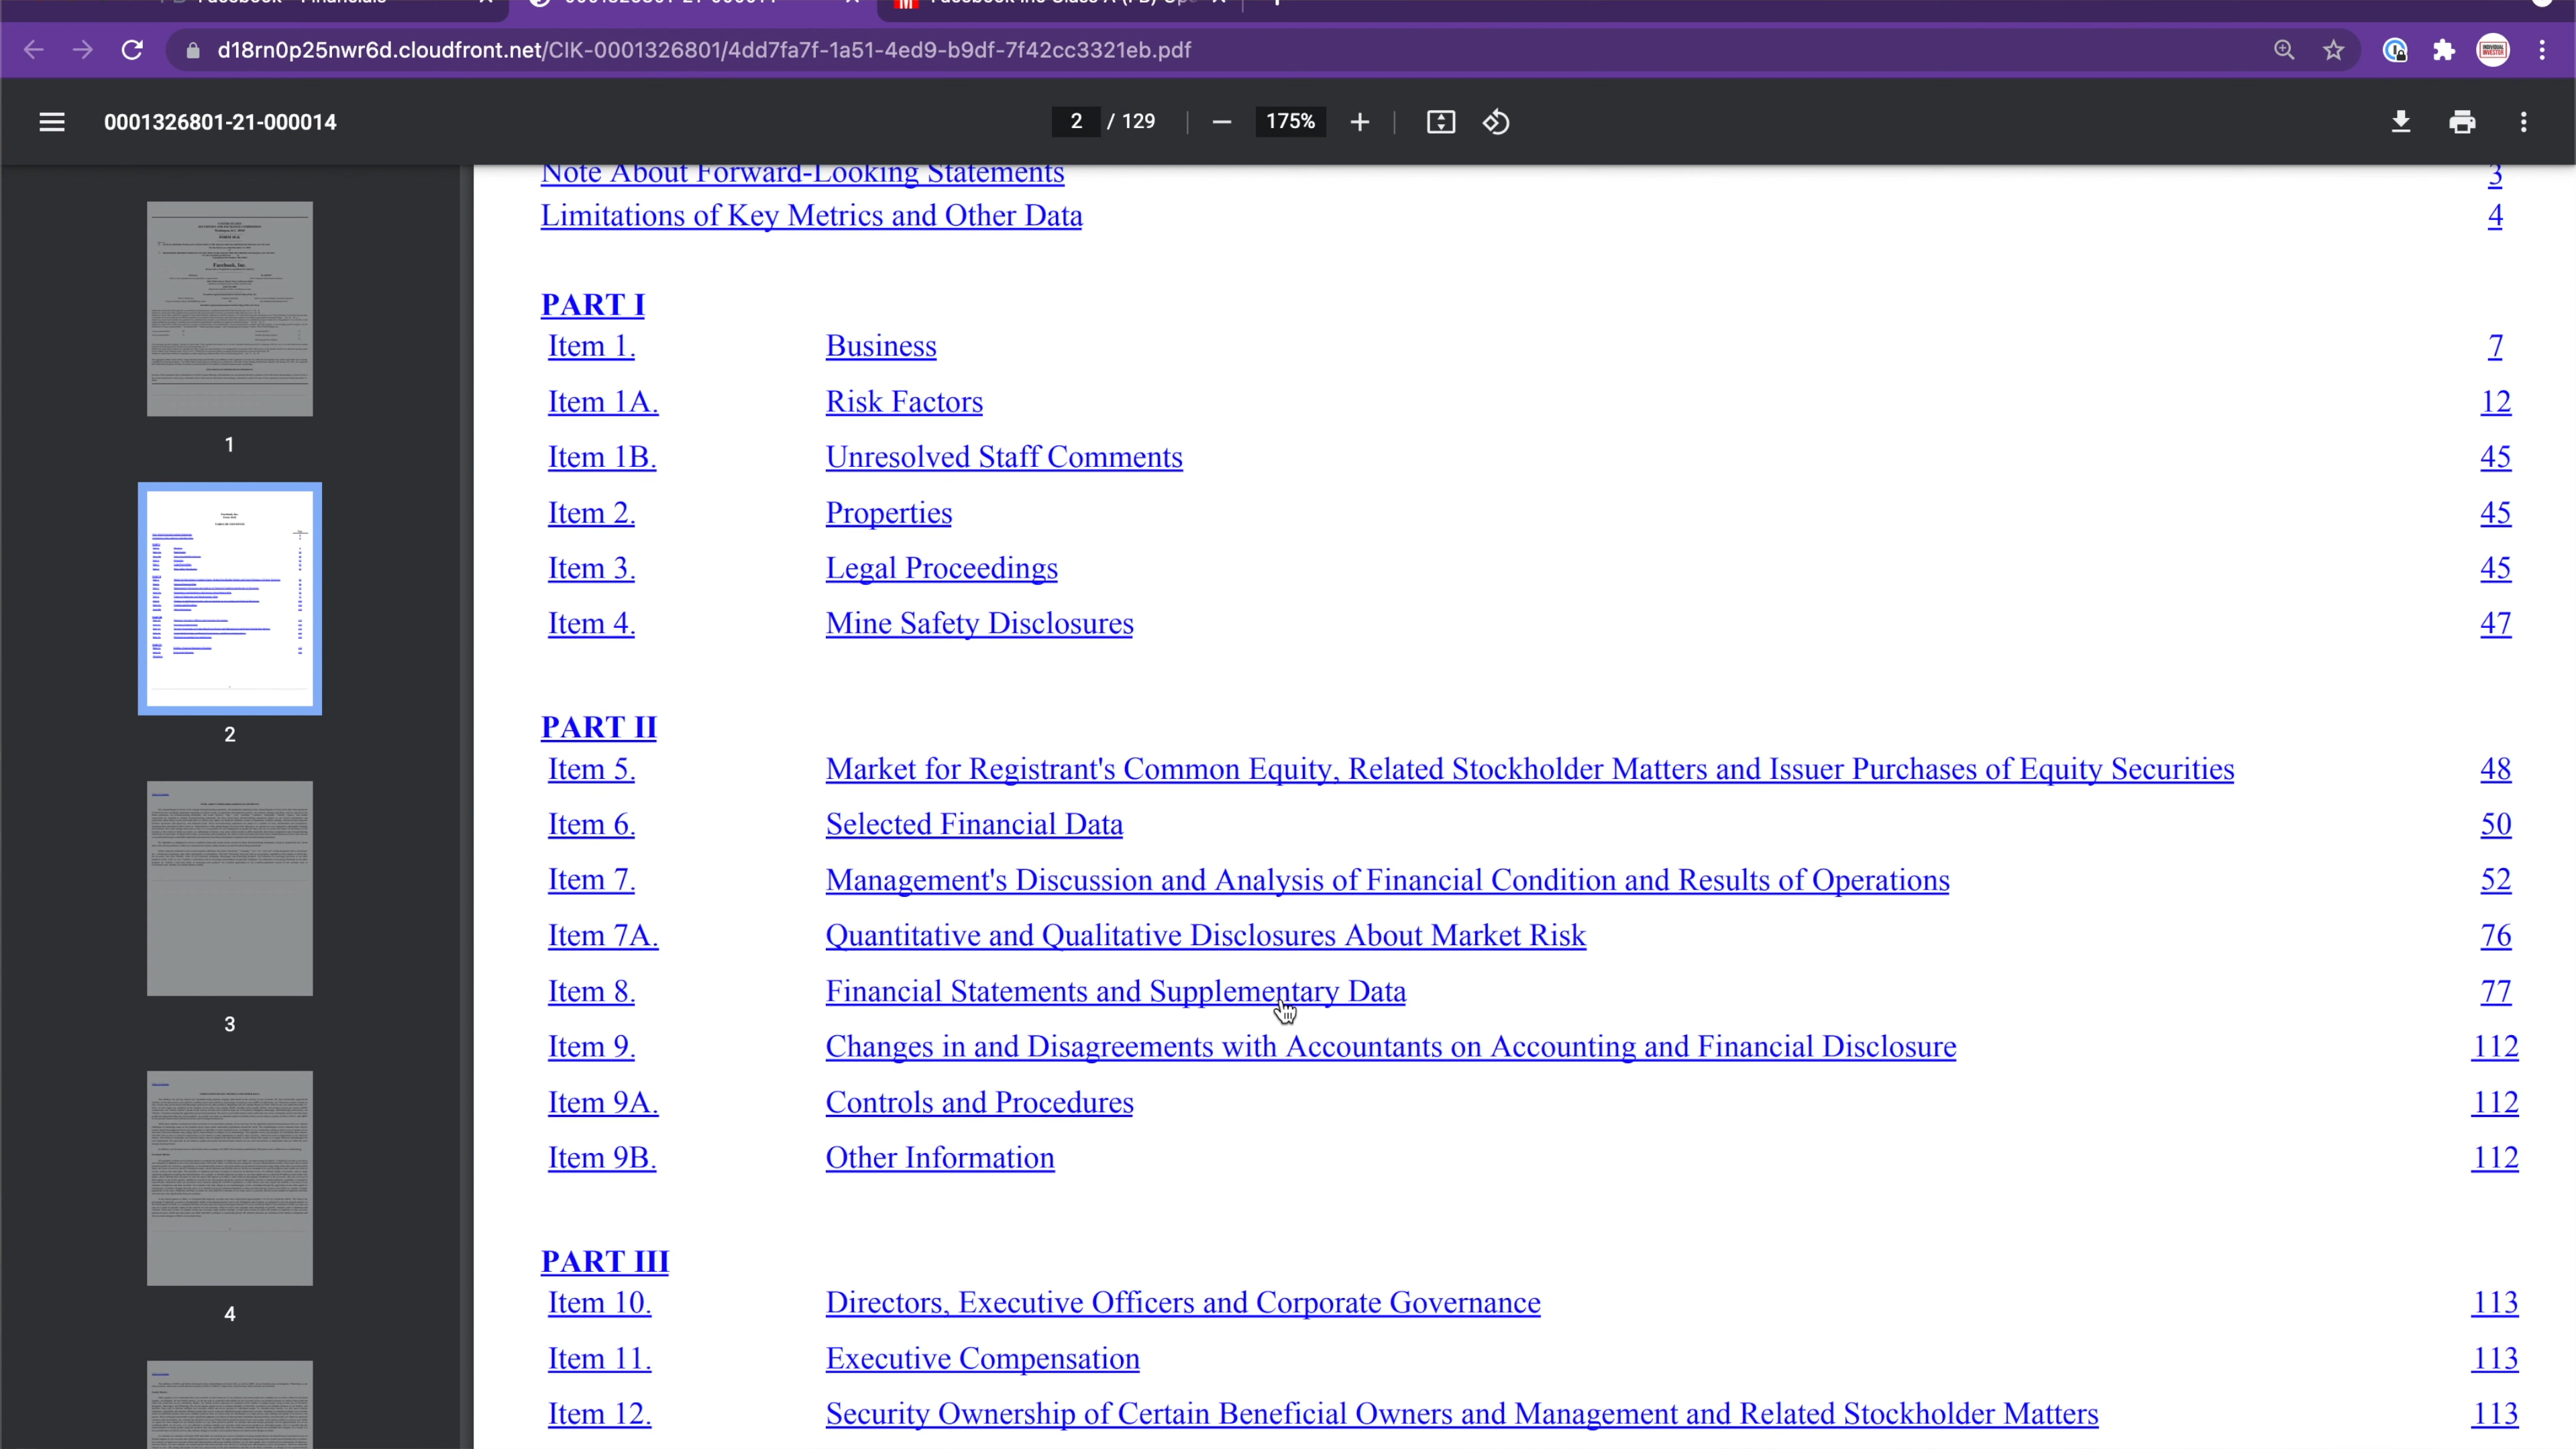 d18rn0p25nwr6d.cloudfront.net/CIK-0001326801/4dd7fa7f-1a51-4ed9-b9df-7f42cc3321eb.pdf
0001326801-21-000014
2 / 129
175%
Note About Forward-Looking Statements 3
Limitations of Key Metrics and Other Data 4
PART I
Item 1. Business 7
Item 1A. Risk Factors 12
Item 1B. Unresolved Staff Comments 45
Item 2. Properties 45
Item 3. Legal Proceedings 45
Item 4. Mine Safety Disclosures 47
PART II
Item 5. Market for Registrant's Common Equity, Related Stockholder Matters and Issuer Purchases of Equity Securities 48
Item 6. Selected Financial Data 50
Item 7. Management's Discussion and Analysis of Financial Condition and Results of Operations 52
Item 7A. Quantitative and Qualitative Disclosures About Market Risk 76
Item 8. Financial Statements and Supplementary Data 77
Item 9. Changes in and Disagreements with Accountants on Accounting and Financial Disclosure 112
Item 9A. Controls and Procedures 112
Item 9B. Other Information 112
PART III
Item 10. Directors, Executive Officers and Corporate Governance 113
Item 11. Executive Compensation 113
Item 12. Security Ownership of Certain Beneficial Owners and Management and Related Stockholder Matters 113
1
2
3
4